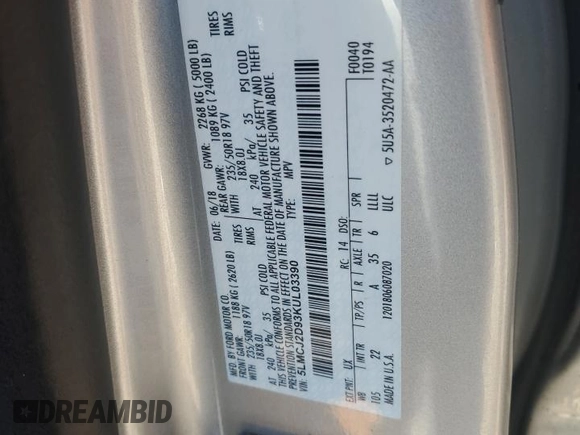 MFD. BY FORD MOTOR CO.
DATE: 06/18 GVWR: 2268 KG ( 5000 LB)
FRONT GAWR: 1188 KG ( 2620 LB) REAR GAWR: 1089 KG ( 2400 LB)
WITH 235/50R18 97V TIRES WITH 235/50R18 97V TIRES
18X8.0J RIMS 18X8.0J RIMS
AT 240 kPa/ 35 PSI COLD AT 240 kPa/ 35 PSI COLD
THIS VEHICLE CONFORMS TO ALL APPLICABLE FEDERAL MOTOR VEHICLE SAFETY AND THEFT
PREVENTION STANDARDS IN EFFECT ON THE DATE OF MANUFACTURE SHOWN ABOVE.
VIN: 5LMCJ2D93KUL03390 TYPE: MPV
F0040
T0194
EXT PNT: UX RC: 14 DSO:
WB INT TR TP/PS R AXLE TR SPR
105 22 A 35 6 LLLL
MADE IN U.S.A. 1201806087020 ULC ▽ 5U5A-3520472-AA
DREAMBID